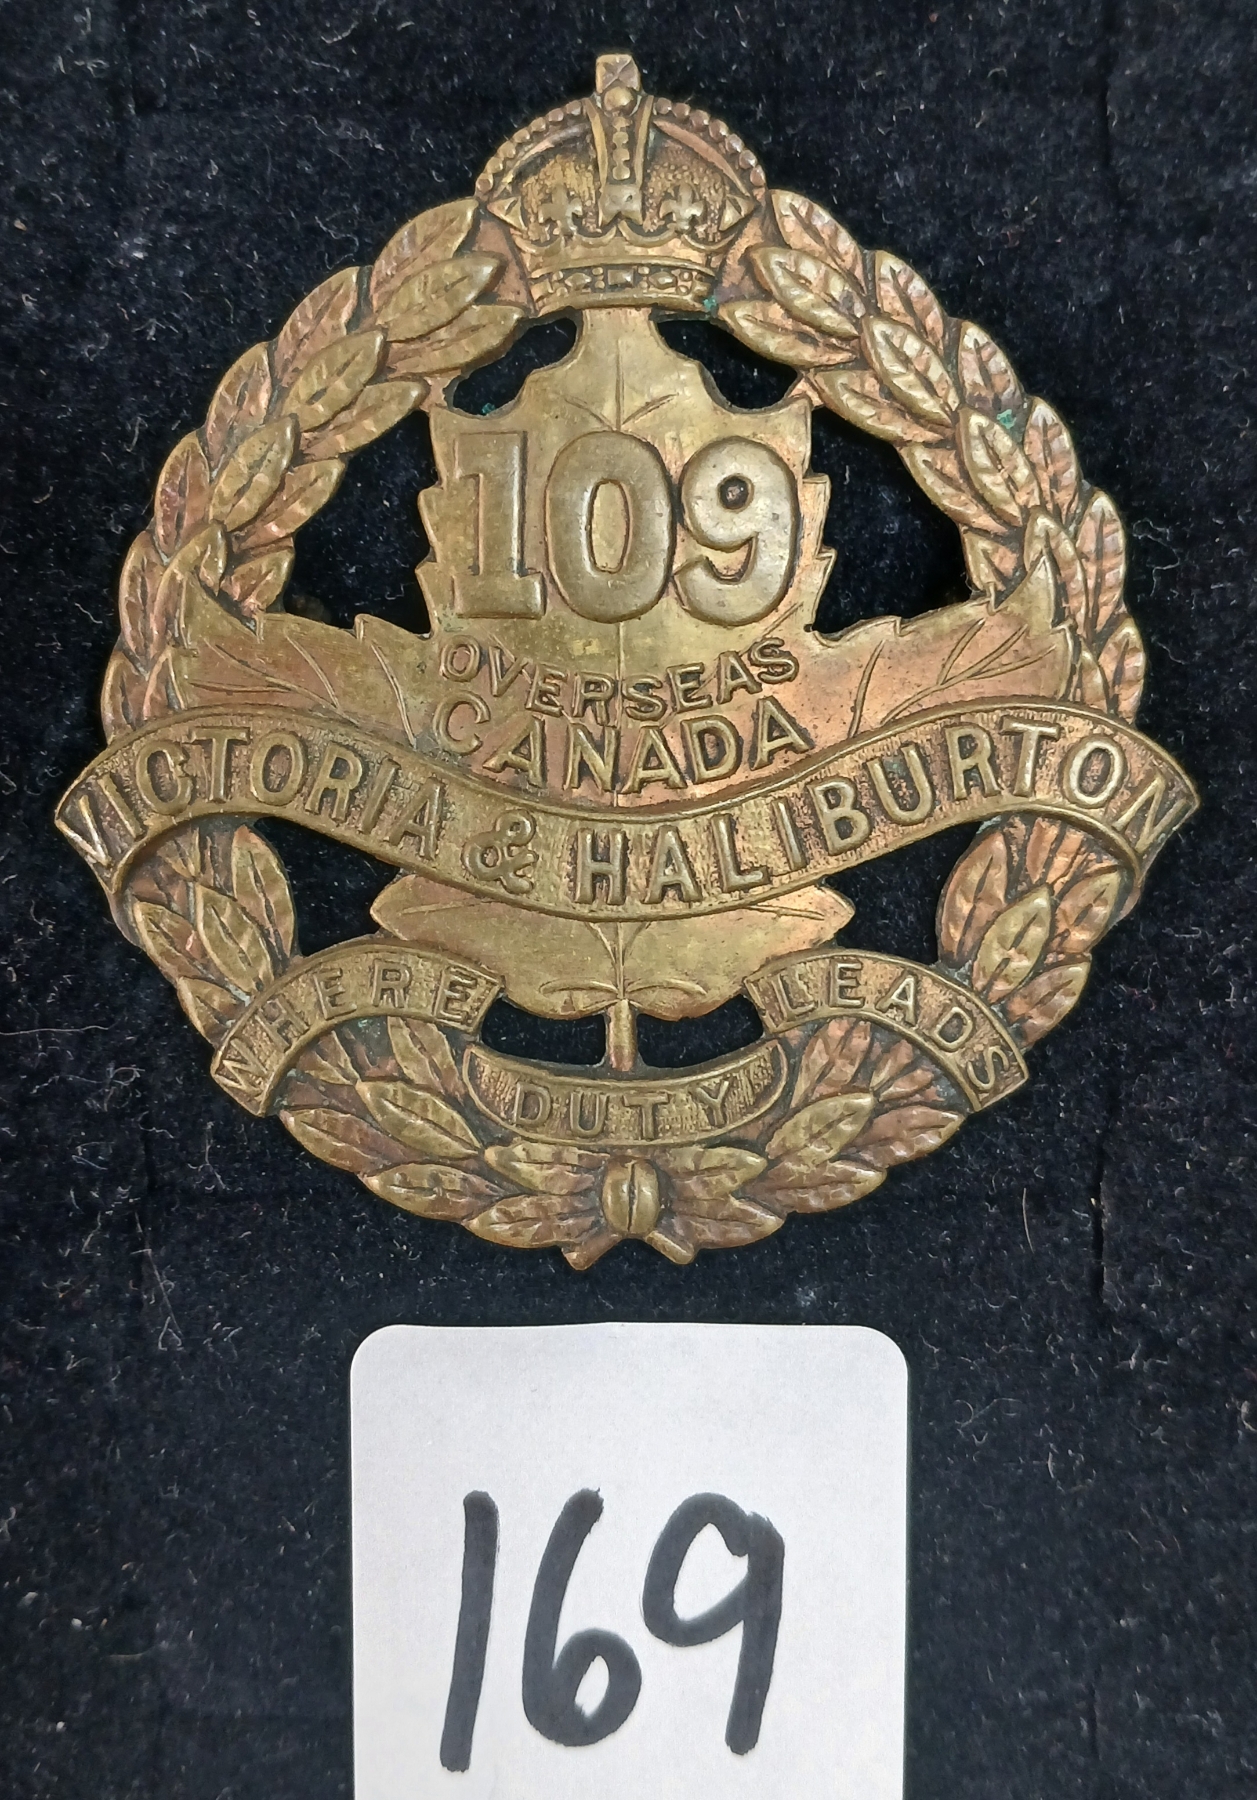 109
OVERSEAS
CANADA
VICTORIA & HALIBURTON
WHERE
DUTY
LEADS
169